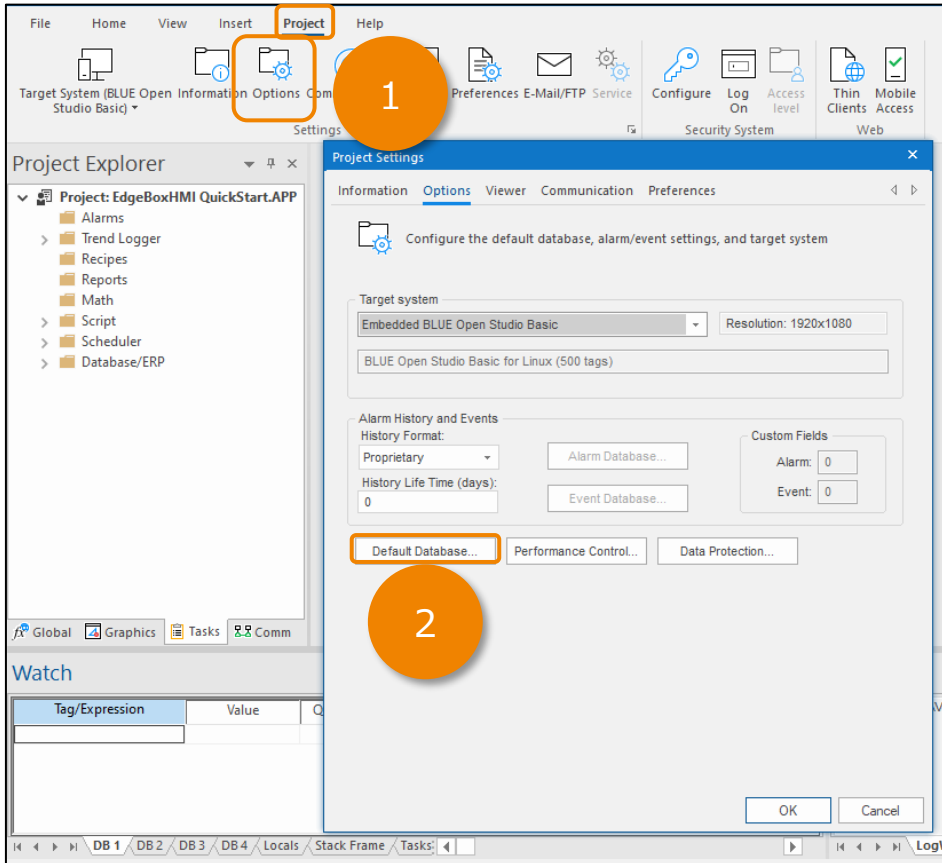 File Home View Insert Project Help
Target System (BLUE Open Studio Basic) Information Options Preferences E-Mail/FTP Service Configure Log On Access level Thin Clients Mobile Access
1
Settings Security System Web
Project Explorer
Project: EdgeBoxHMI QuickStart.APP
Alarms
Trend Logger
Recipes
Reports
Math
Script
Scheduler
Database/ERP
Global Graphics Tasks Comm
Project Settings
Information Options Viewer Communication Preferences
Configure the default database, alarm/event settings, and target system
Target system
Embedded BLUE Open Studio Basic Resolution: 1920x1080
BLUE Open Studio Basic for Linux (500 tags)
Alarm History and Events
History Format: Custom Fields
Proprietary Alarm Database... Alarm: 0
History Life Time (days):
0 Event Database... Event: 0
Default Database... Performance Control... Data Protection...
2
OK Cancel
Watch
Tag/Expression Value
DB 1 DB 2 DB 3 DB 4 Locals Stack Frame Tasks